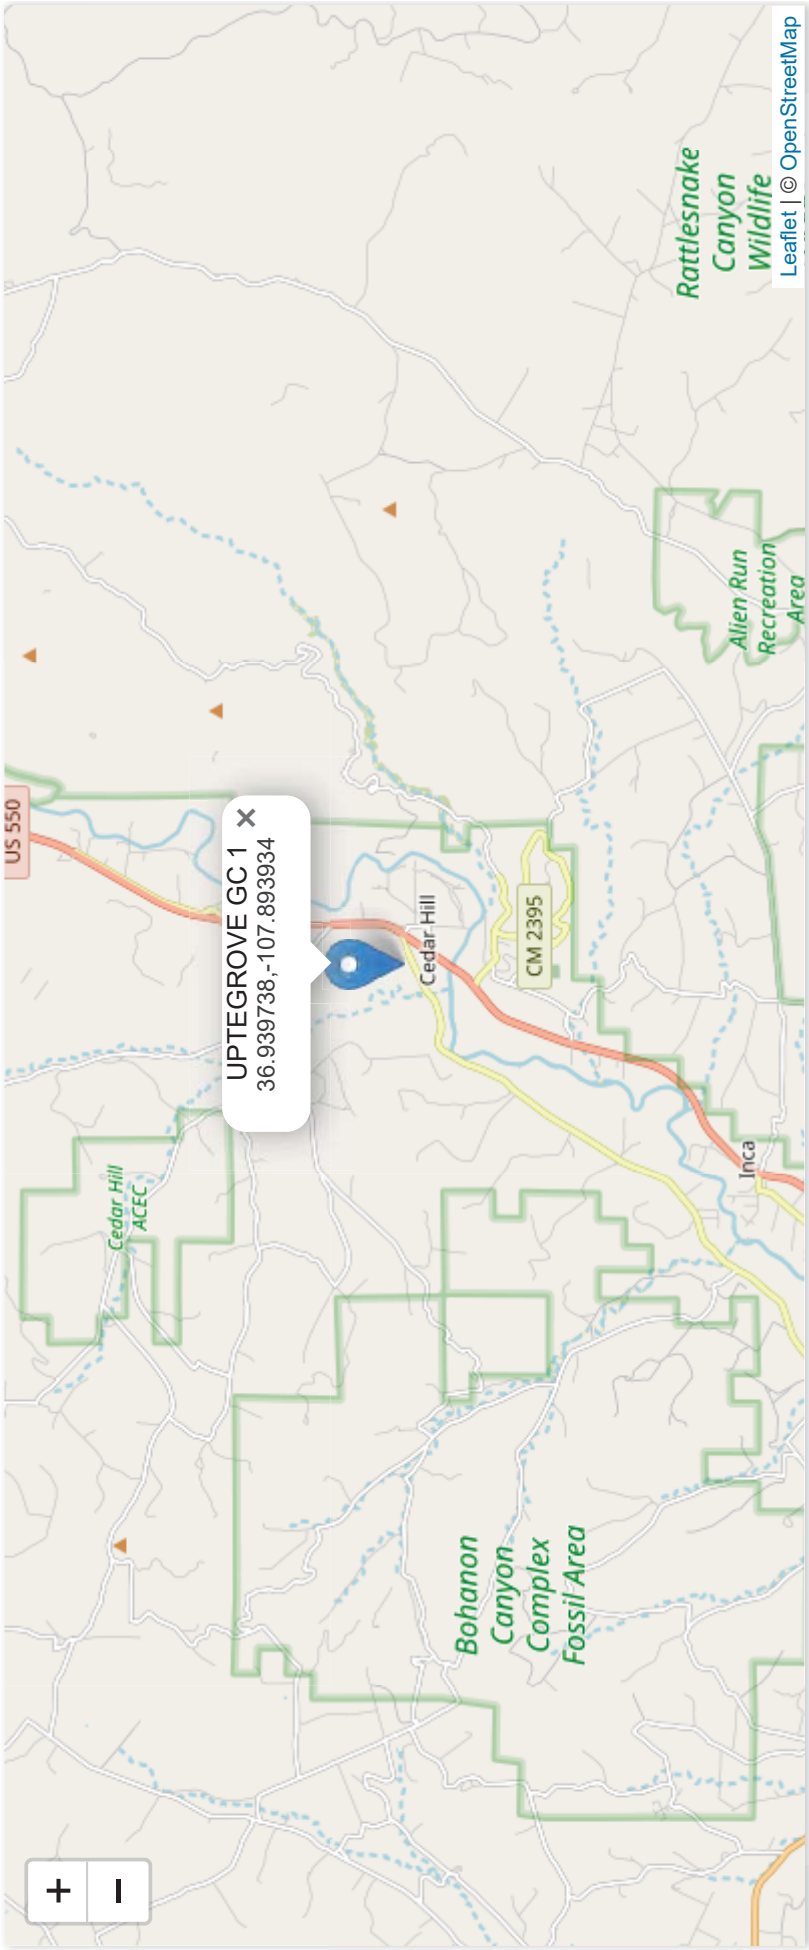 +
−
US 550
UPTEGROVE GC 1 ×
36.939738,-107.893934
Cedar Hill
ACEC
Cedar Hill
CM 2395
Inca
Bohanon
Canyon
Complex
Fossil Area
Alien Run
Recreation
Area
Rattlesnake
Canyon
Wildlife
Leaflet | © OpenStreetMap